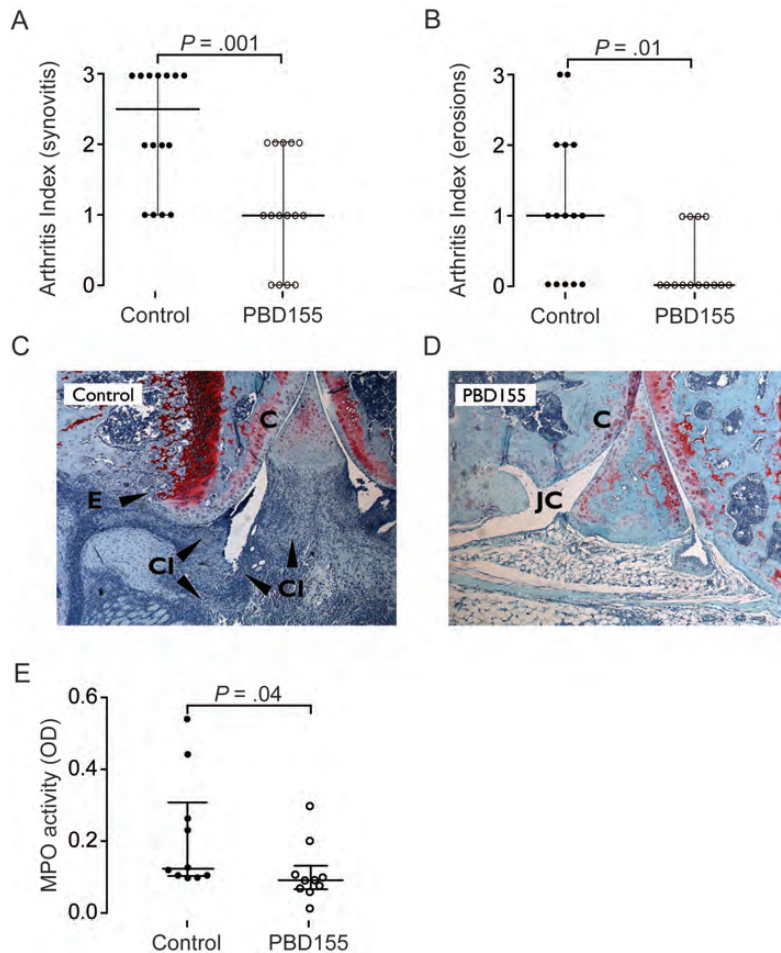 A
P = .001
Arthritis Index (synovitis)
3
2
1
0
Control
PBD155
B
P = .01
Arthritis Index (erosions)
3
2
1
0
Control
PBD155
C
Control
C
E
CI
CI
D
PBD155
C
JC
E
P = .04
MPO activity (OD)
0.6
0.4
0.2
0.0
Control
PBD155